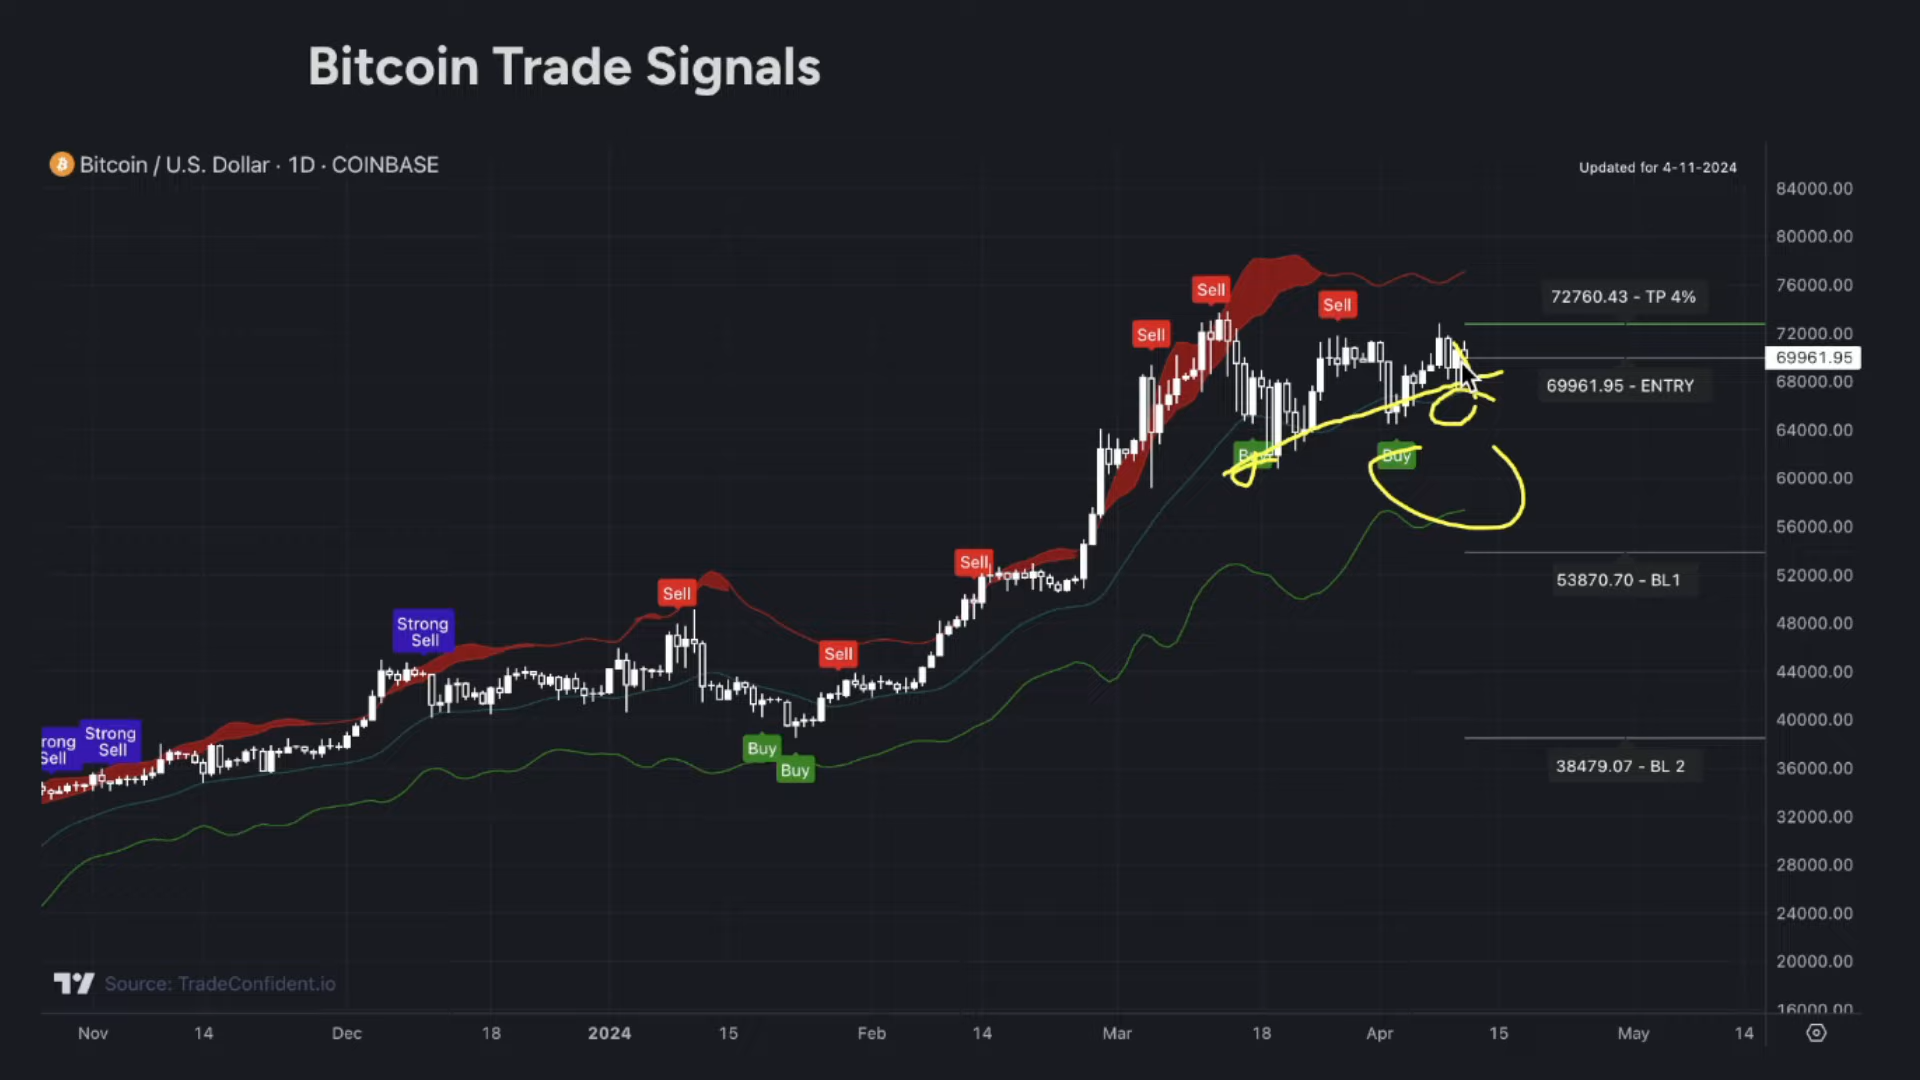 Bitcoin Trade Signals
Bitcoin / U.S. Dollar · 1D · COINBASE
Updated for 4-11-2024
84000.00
80000.00
76000.00
72000.00
69961.95
68000.00
64000.00
60000.00
56000.00
52000.00
48000.00
44000.00
40000.00
36000.00
32000.00
28000.00
24000.00
20000.00
16000.00
72760.43 - TP 4%
69961.95 - ENTRY
53870.70 - BL1
38479.07 - BL 2
rong
Sell
Strong
Sell
Strong
Sell
Sell
Buy
Buy
Sell
Sell
Sell
Sell
Buy
Sell
Buy
Source: TradeConfident.io
Nov 14 Dec 18 2024 15 Feb 14 Mar 18 Apr 15 May 14